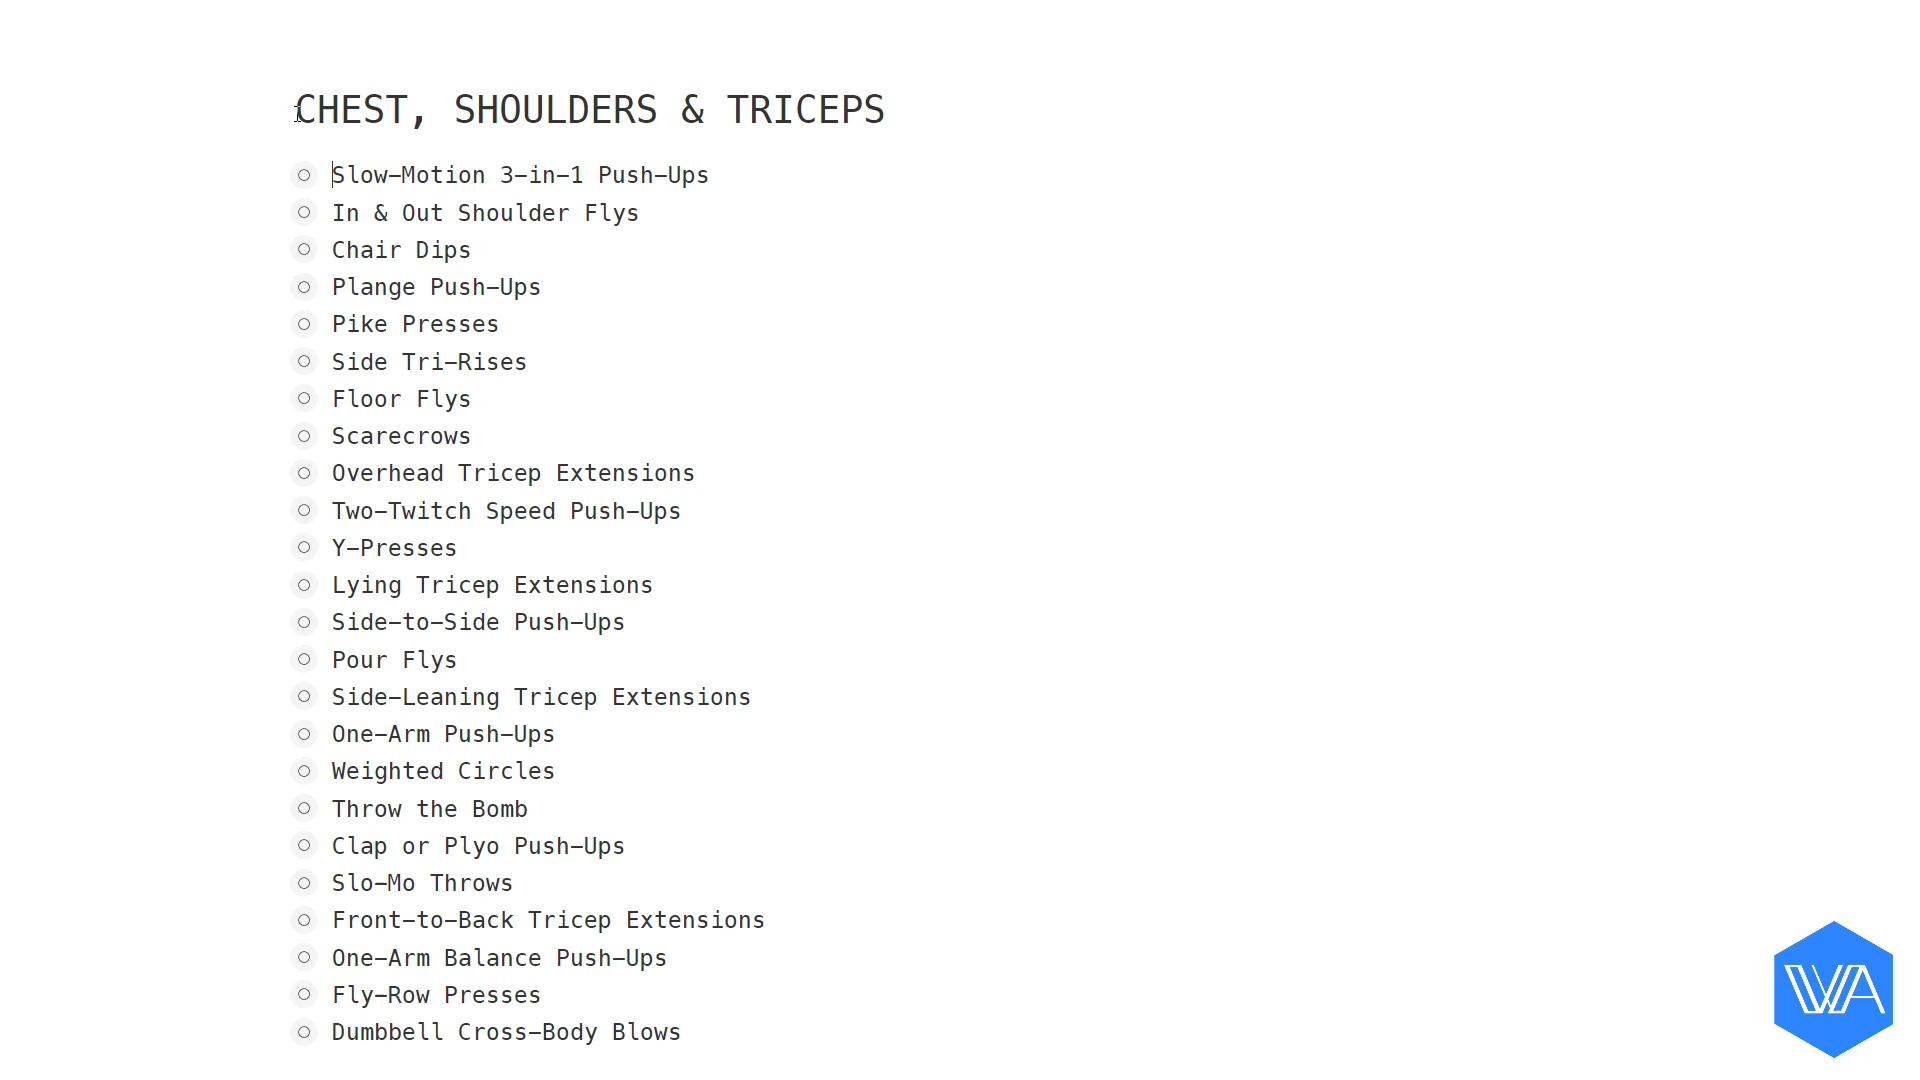 CHEST, SHOULDERS & TRICEPS
Slow-Motion 3-in-1 Push-Ups
In & Out Shoulder Flys
Chair Dips
Plange Push-Ups
Pike Presses
Side Tri-Rises
Floor Flys
Scarecrows
Overhead Tricep Extensions
Two-Twitch Speed Push-Ups
Y-Presses
Lying Tricep Extensions
Side-to-Side Push-Ups
Pour Flys
Side-Leaning Tricep Extensions
One-Arm Push-Ups
Weighted Circles
Throw the Bomb
Clap or Plyo Push-Ups
Slo-Mo Throws
Front-to-Back Tricep Extensions
One-Arm Balance Push-Ups
Fly-Row Presses
Dumbbell Cross-Body Blows
VA